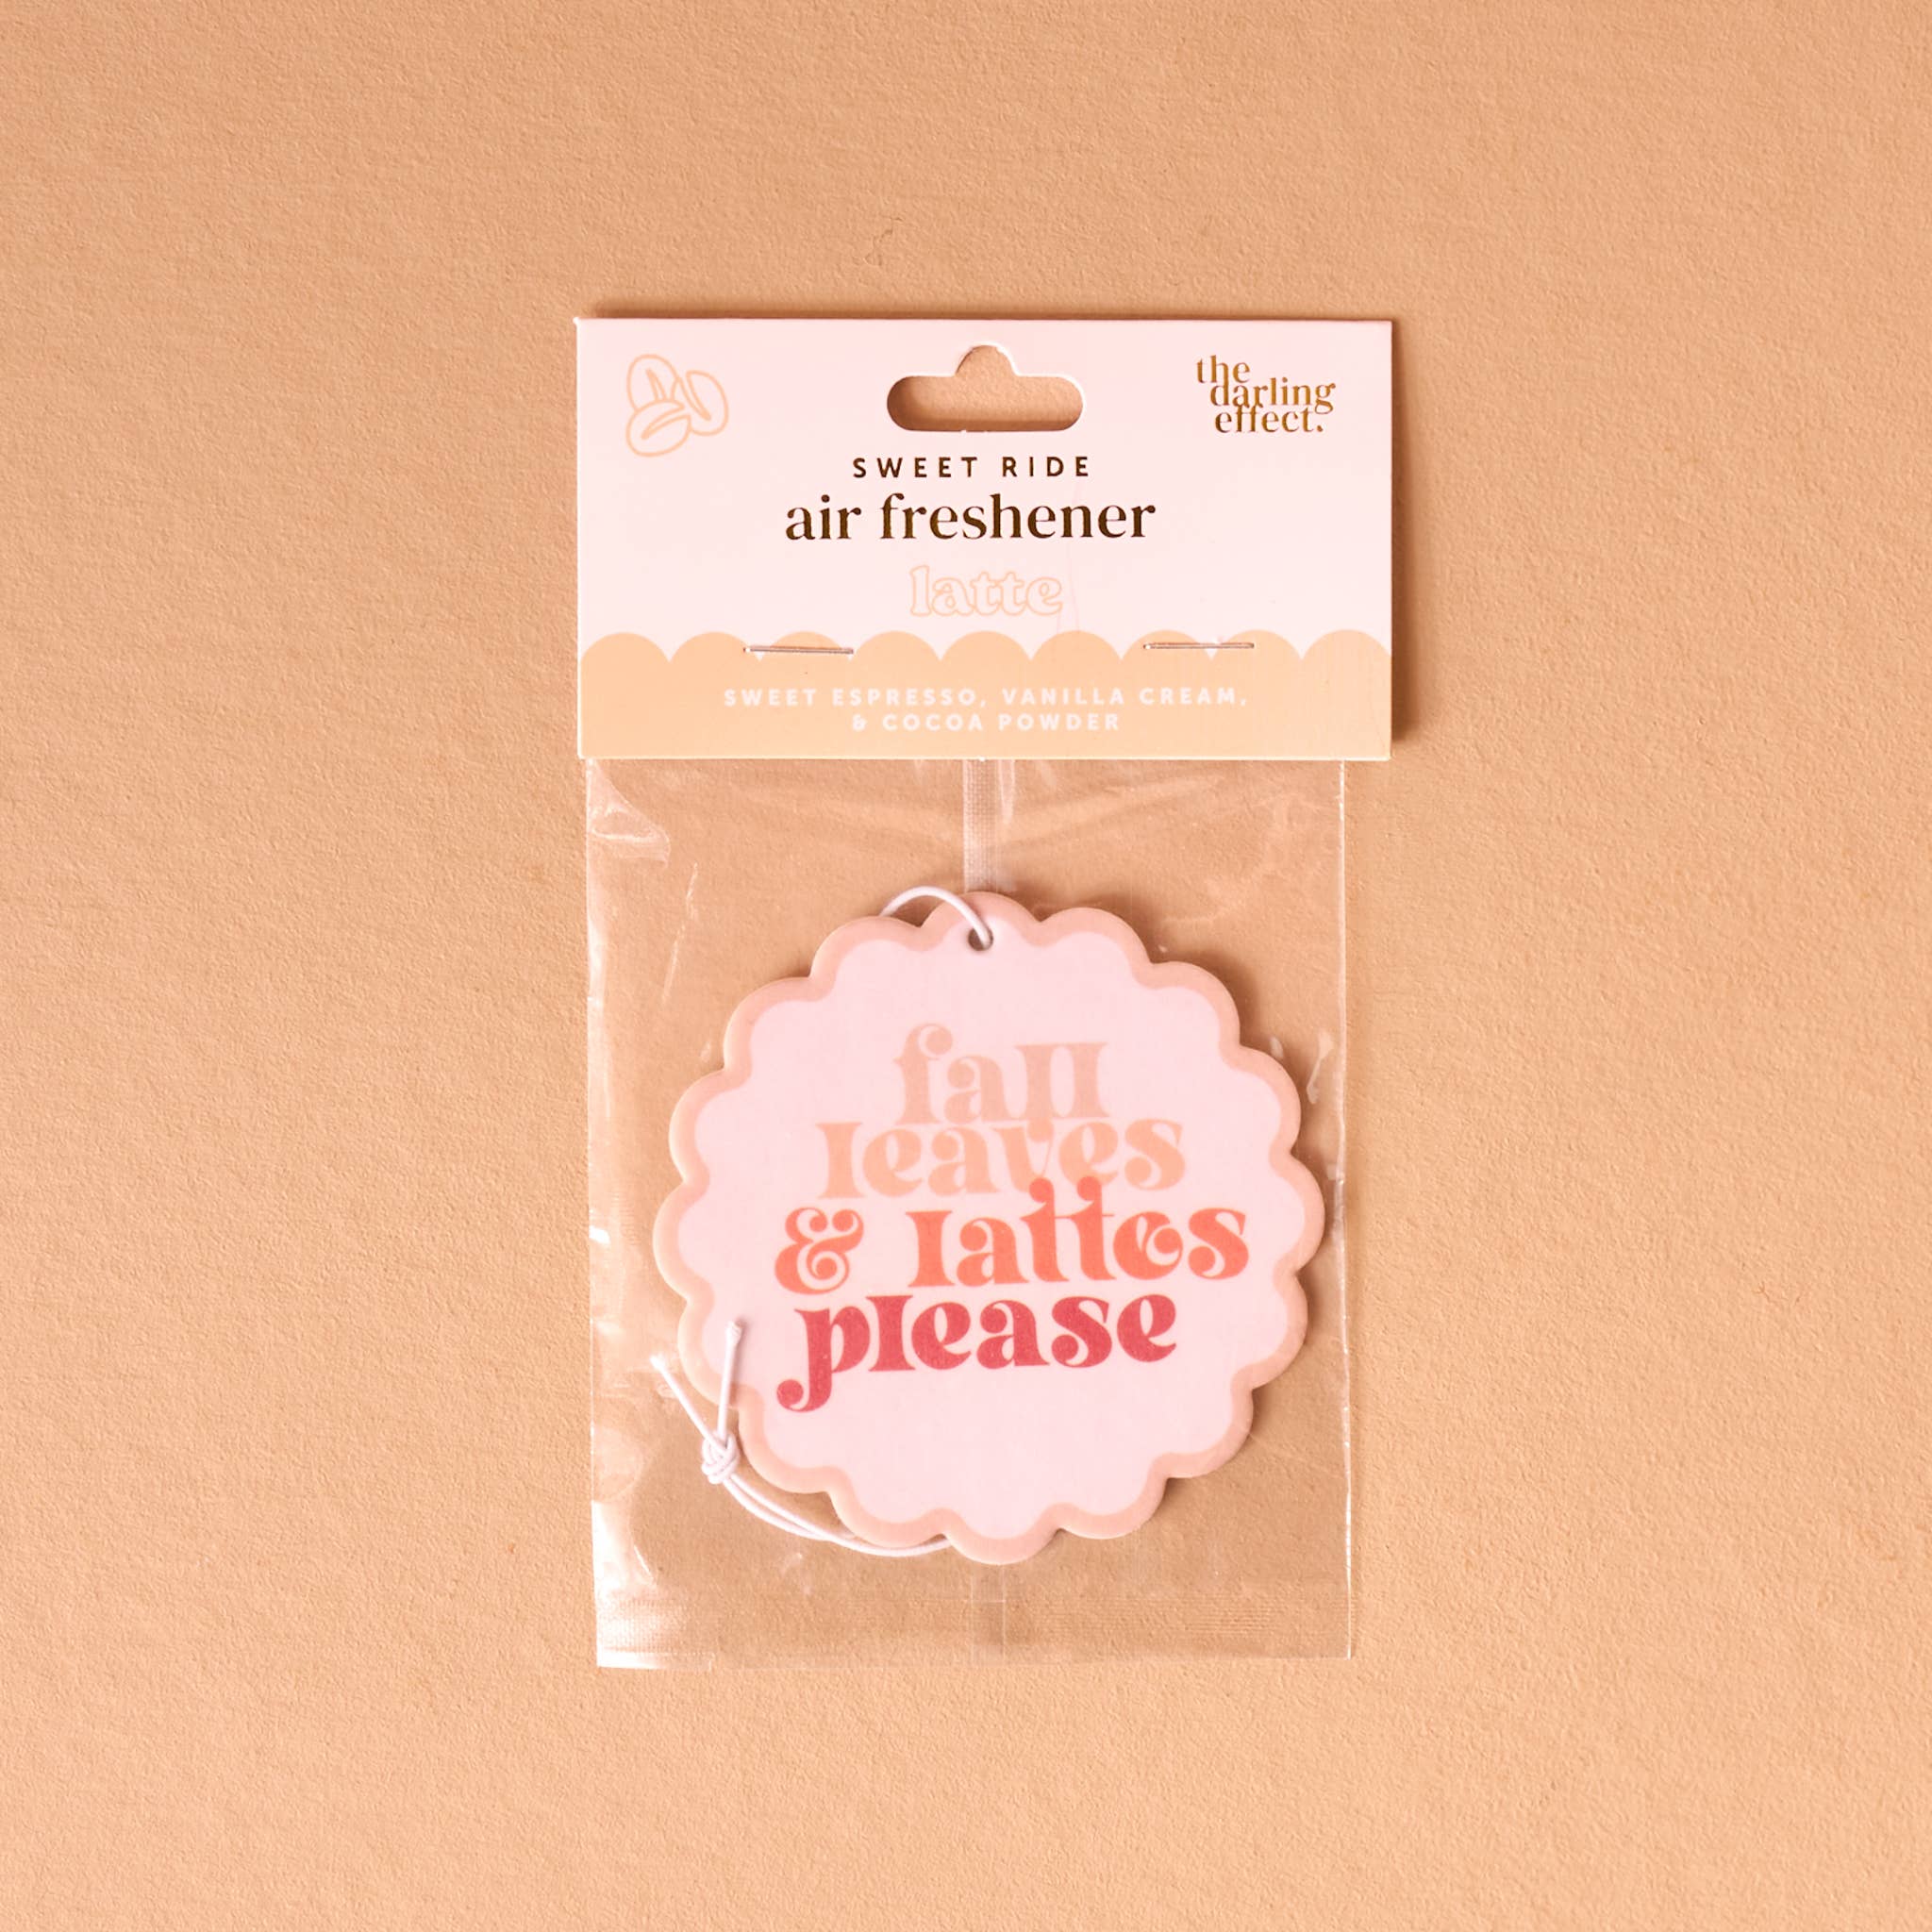 the
darling
effect.
SWEET RIDE
air freshener
latte
SWEET ESPRESSO, VANILLA CREAM,
& COCOA POWDER
fall
leaves
& lattes
please